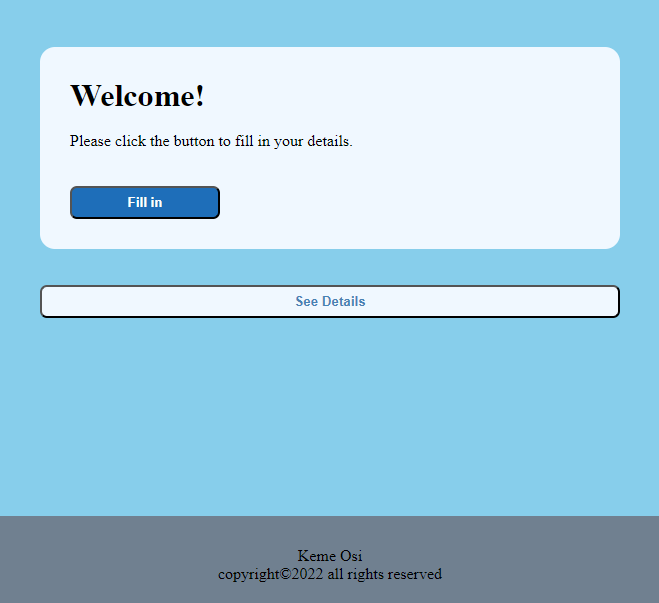 Welcome!
Please click the button to fill in your details.
Fill in
See Details
Keme Osi
copyright©2022 all rights reserved